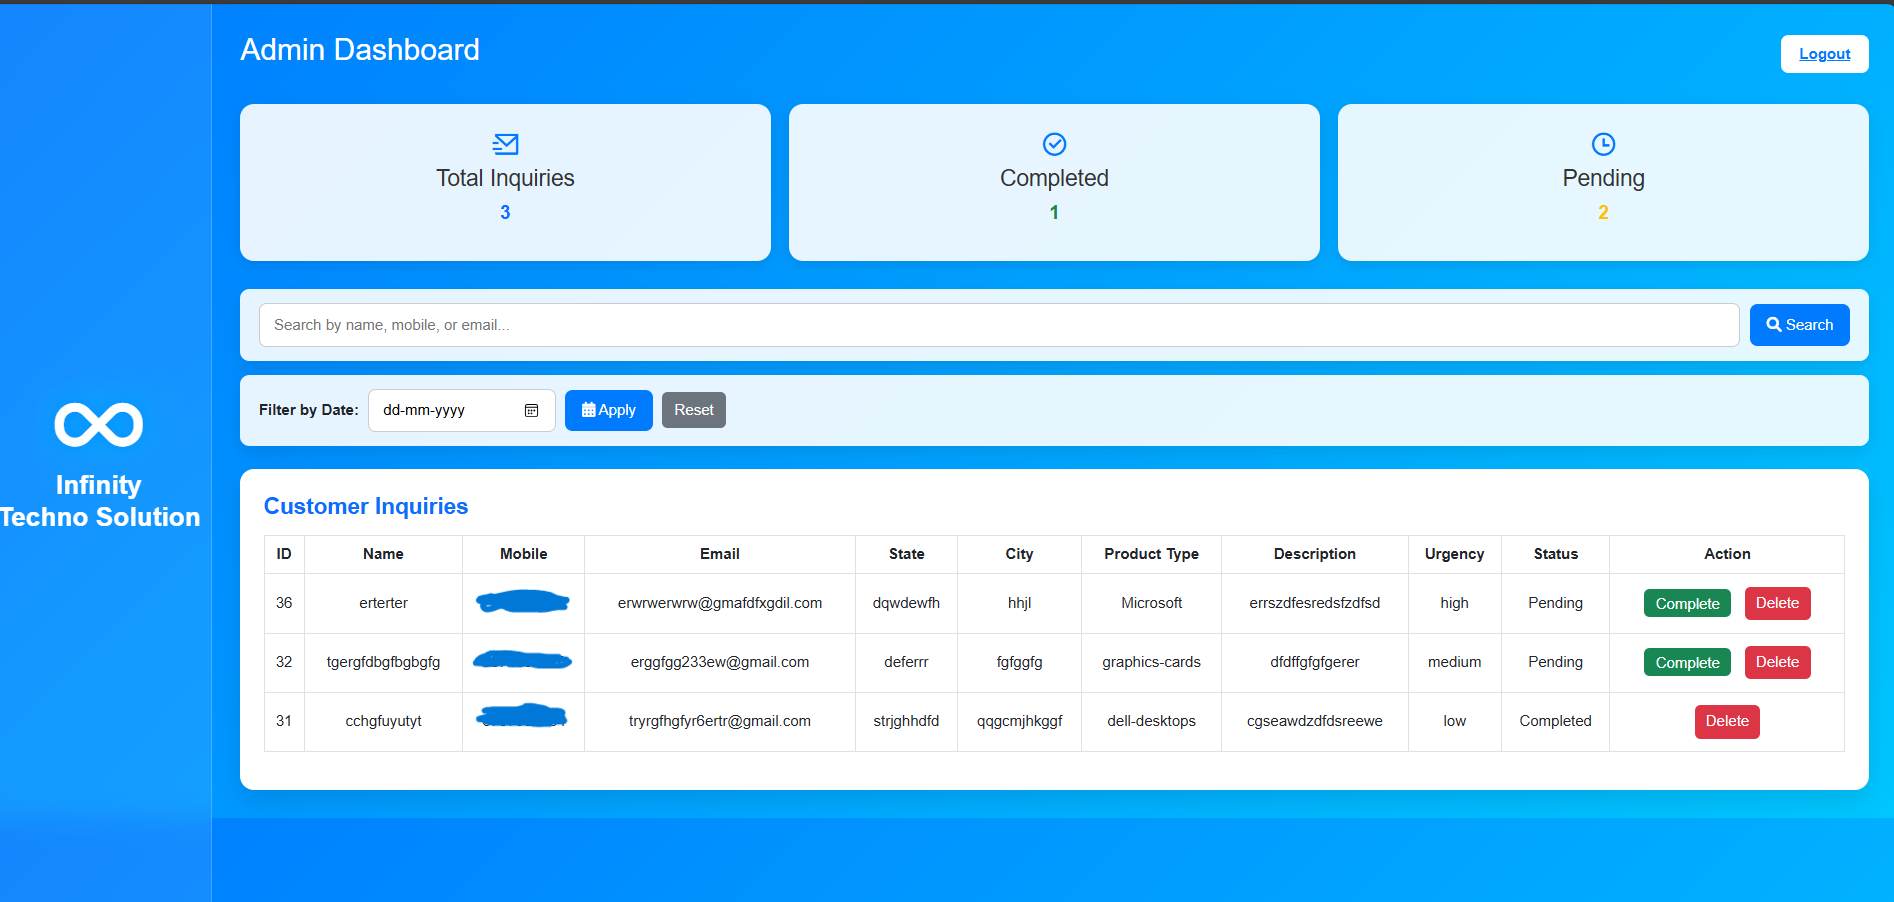 Admin Dashboard
Logout
Total Inquiries
3
Completed
1
Pending
2
Search by name, mobile, or email...
Search
Filter by Date: dd-mm-yyyy Apply Reset
Infinity
Techno Solution
Customer Inquiries
ID Name Mobile Email State City Product Type Description Urgency Status Action
36 erterter erwrwerwrw@gmafdfxgdil.com dqwdewfh hhjl Microsoft errszdfesredsfzdfsd high Pending Complete Delete
32 tgergfdbgfbgbgfg erggfgg233ew@gmail.com deferrr fgfggfg graphics-cards dfdffgfgfgerer medium Pending Complete Delete
31 cchgfuyutyt tryrgfhgfyr6ertr@gmail.com strjghhdfd qqgcmjhkggf dell-desktops cgseawdzdfdsreewe low Completed Delete